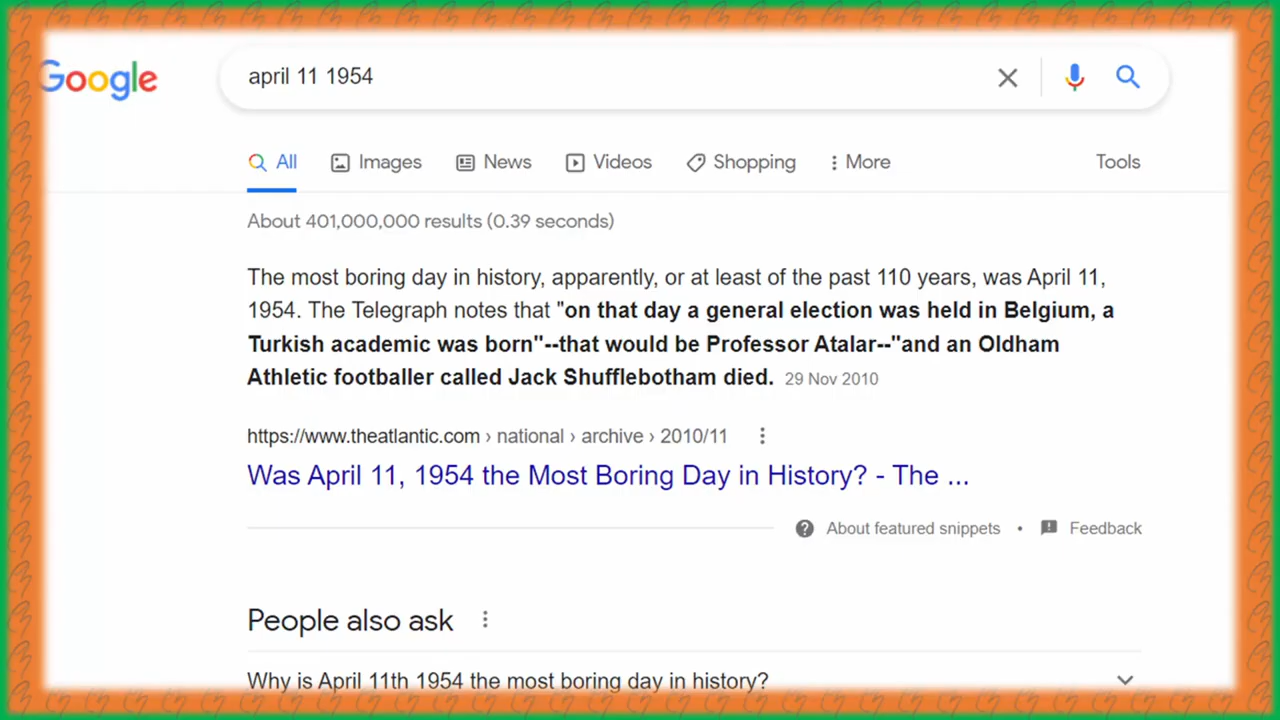 Google
april 11 1954
All Images News Videos Shopping More Tools
About 401,000,000 results (0.39 seconds)
The most boring day in history, apparently, or at least of the past 110 years, was April 11,
1954. The Telegraph notes that "on that day a general election was held in Belgium, a
Turkish academic was born"--that would be Professor Atalar--"and an Oldham
Athletic footballer called Jack Shufflebotham died. 29 Nov 2010
https://www.theatlantic.com › national › archive › 2010/11
Was April 11, 1954 the Most Boring Day in History? - The ...
About featured snippets • Feedback
People also ask
Why is April 11th 1954 the most boring day in history?